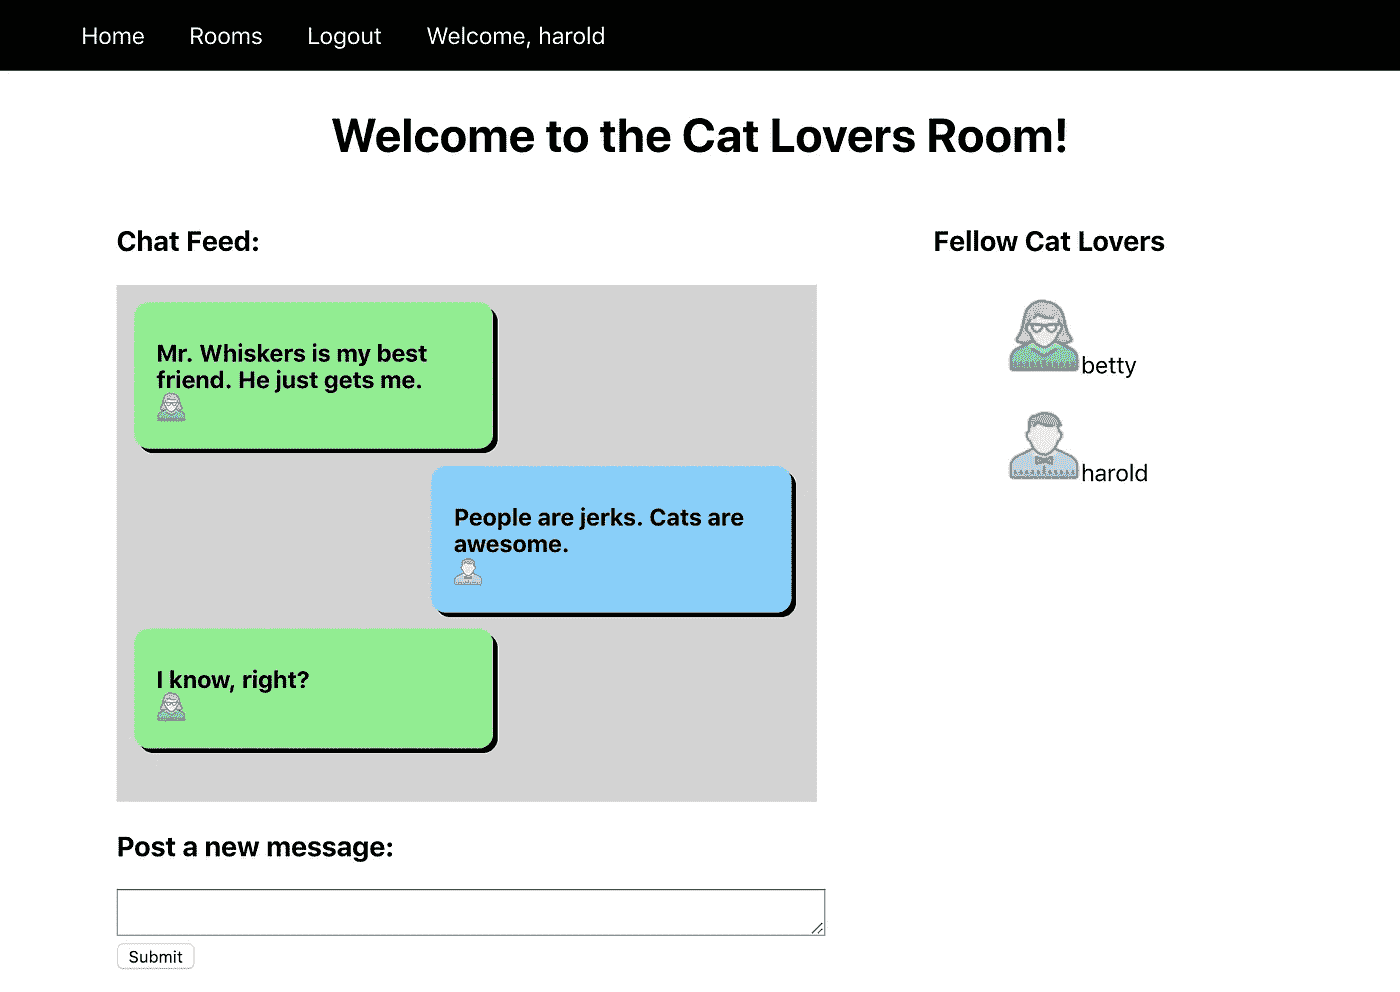 Home Rooms Logout Welcome, harold
Welcome to the Cat Lovers Room!
Chat Feed:
Mr. Whiskers is my best
friend. He just gets me.
People are jerks. Cats are
awesome.
I know, right?
Post a new message:
Submit
Fellow Cat Lovers
betty
harold